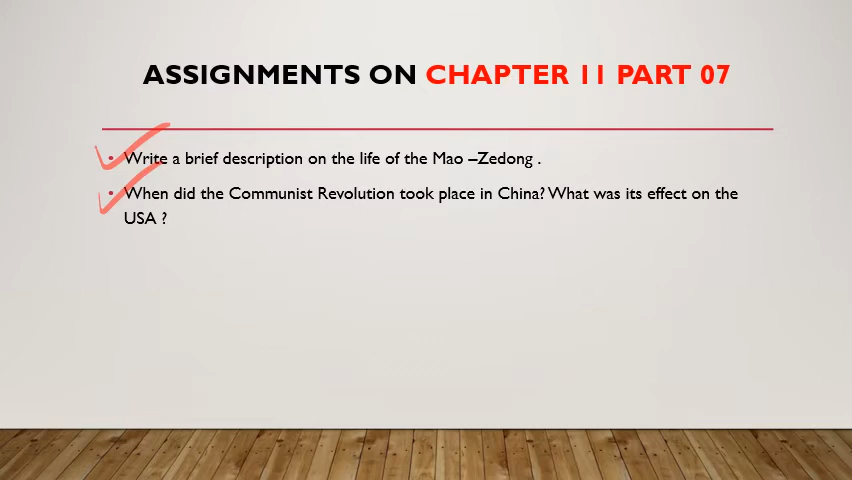 ASSIGNMENTS ON CHAPTER 11 PART 07
• Write a brief description on the life of the Mao –Zedong .
• When did the Communist Revolution took place in China? What was its effect on the
USA ?